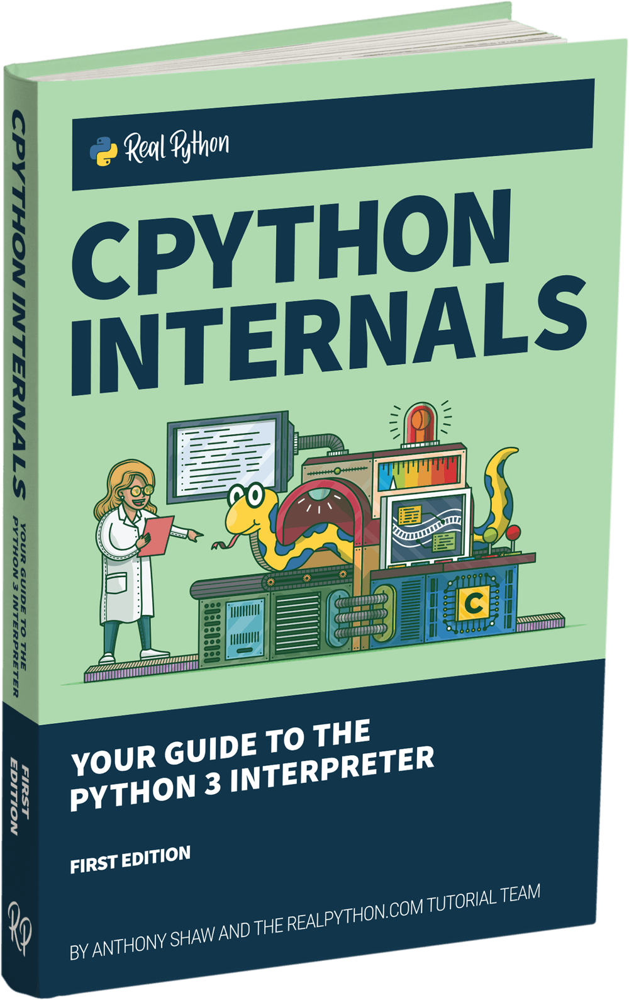 Real Python
CPYTHON
INTERNALS
C
YOUR GUIDE TO THE
PYTHON 3 INTERPRETER
FIRST EDITION
BY ANTHONY SHAW AND THE REALPYTHON.COM TUTORIAL TEAM
CPYTHON INTERNALS
YOUR GUIDE TO THE
PYTHON 3 INTERPRETER
FIRST
EDITION
RP